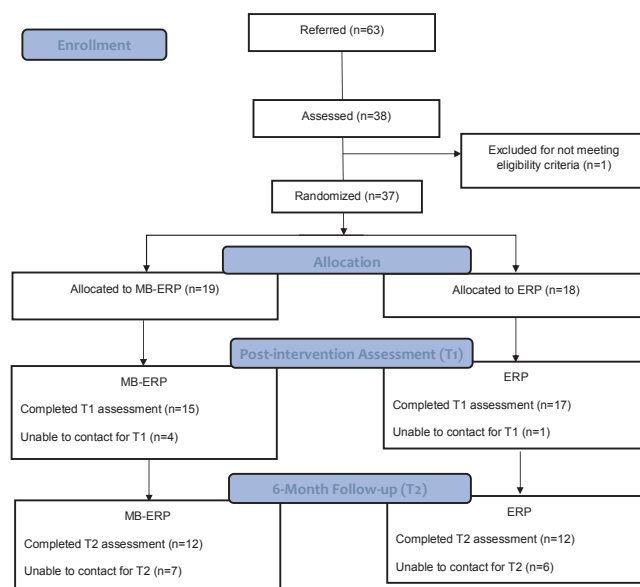 Referred (n=63)
Enrollment
Assessed (n=38)
Excluded for not meeting
eligibility criteria (n=1)
Randomized (n=37)
Allocation
Allocated to MB-ERP (n=19)
Allocated to ERP (n=18)
Post-intervention Assessment (T1)
MB-ERP
Completed T1 assessment (n=15)
Unable to contact for T1 (n=4)
ERP
Completed T1 assessment (n=17)
Unable to contact for T1 (n=1)
6-Month Follow-up (T2)
MB-ERP
Completed T2 assessment (n=12)
Unable to contact for T2 (n=7)
ERP
Completed T2 assessment (n=12)
Unable to contact for T2 (n=6)